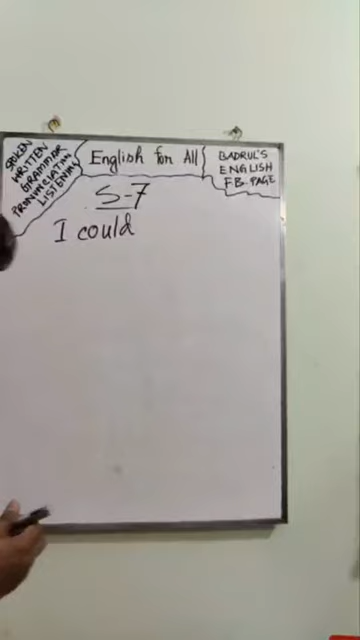 SPOKEN
WRITTEN
GRAMMAR
PRONUNCIATION
LISTENING
English for All
BADRUL'S
ENGLISH
FB-PAGE
S-7
I could